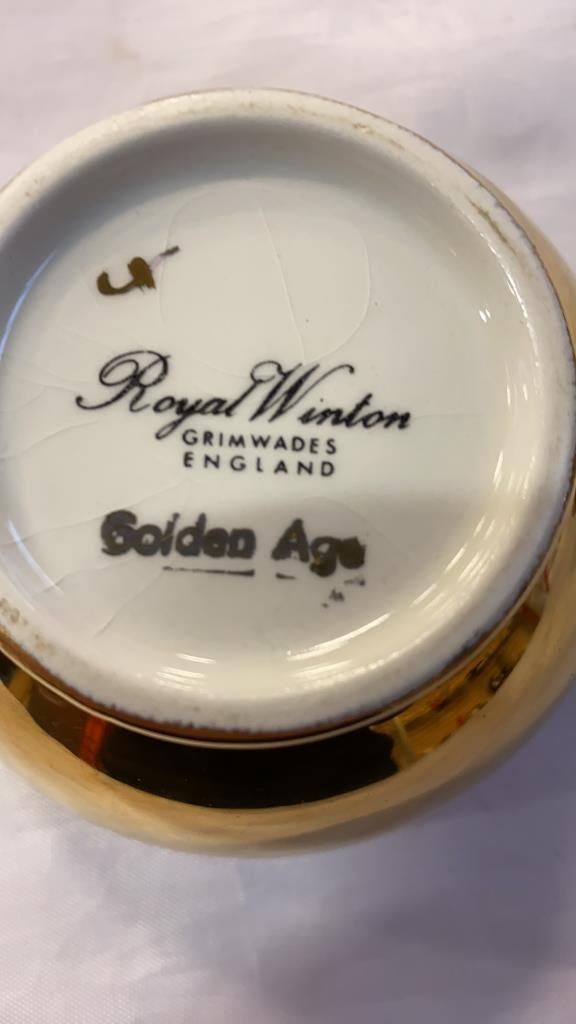 Royal Winton
GRIMWADES
ENGLAND
Golden Age